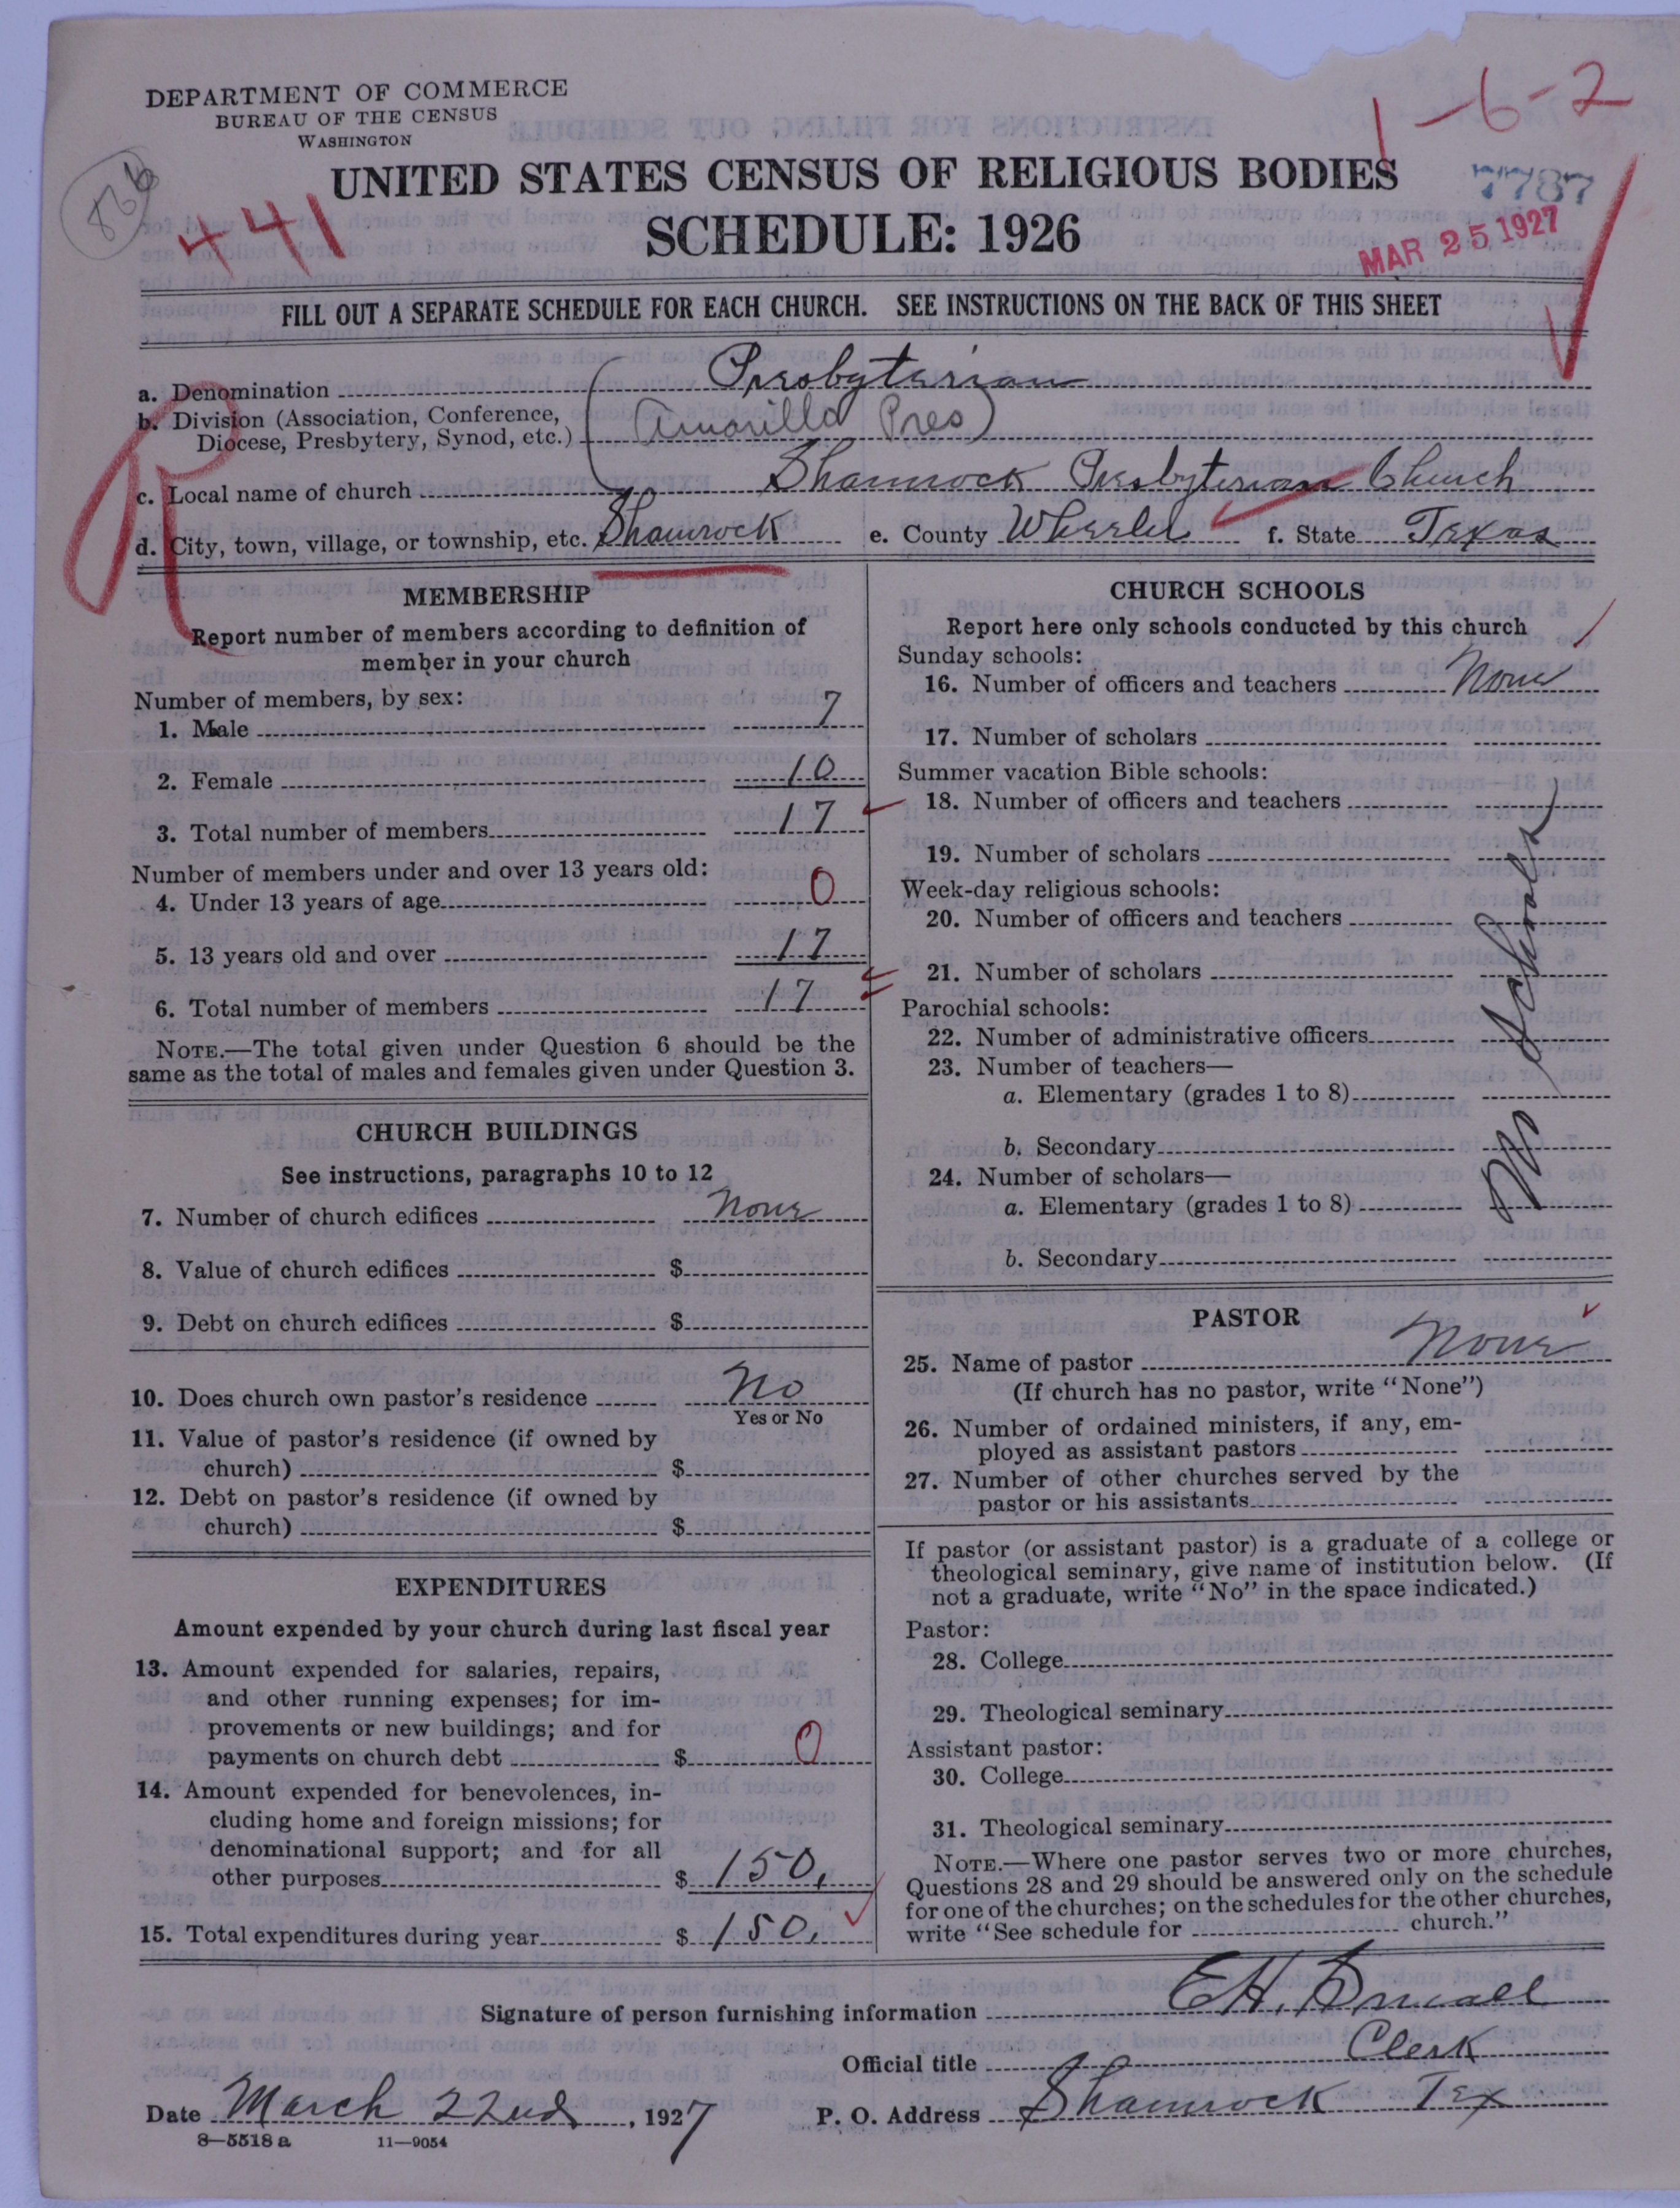 DEPARTMENT OF COMMERCE
BUREAU OF THE CENSUS
WASHINGTON
1-6-2
441
UNITED STATES CENSUS OF RELIGIOUS BODIES
7787
SCHEDULE: 1926
MAR 25 1927
FILL OUT A SEPARATE SCHEDULE FOR EACH CHURCH. SEE INSTRUCTIONS ON THE BACK OF THIS SHEET
a. Denomination Presbyterian
b. Division (Association, Conference,
Diocese, Presbytery, Synod, etc.) Amarillo Pres
c. Local name of church Shamrock Presbyterian Church
d. City, town, village, or township, etc. Shamrock e. County Wheeler f. State Texas
MEMBERSHIP
Report number of members according to definition of
member in your church
Number of members, by sex:
1. Male 7
2. Female 10
3. Total number of members 17
Number of members under and over 13 years old:
4. Under 13 years of age 0
5. 13 years old and over 17
6. Total number of members 17
NOTE.—The total given under Question 6 should be the
same as the total of males and females given under Question 3.
CHURCH BUILDINGS
See instructions, paragraphs 10 to 12
7. Number of church edifices None
8. Value of church edifices $
9. Debt on church edifices $
10. Does church own pastor's residence No
Yes or No
11. Value of pastor's residence (if owned by
church) $
12. Debt on pastor's residence (if owned by
church) $
EXPENDITURES
Amount expended by your church during last fiscal year
13. Amount expended for salaries, repairs,
and other running expenses; for im-
provements or new buildings; and for
payments on church debt $ 0
14. Amount expended for benevolences, in-
cluding home and foreign missions; for
denominational support; and for all
other purposes $ 150.
15. Total expenditures during year $ 150.
CHURCH SCHOOLS
Report here only schools conducted by this church
Sunday schools:
16. Number of officers and teachers None
17. Number of scholars
Summer vacation Bible schools:
18. Number of officers and teachers
19. Number of scholars
Week-day religious schools:
20. Number of officers and teachers
21. Number of scholars
Parochial schools:
22. Number of administrative officers
23. Number of teachers—
a. Elementary (grades 1 to 8)
b. Secondary
24. Number of scholars—
a. Elementary (grades 1 to 8)
b. Secondary
No Schools
PASTOR
25. Name of pastor None
(If church has no pastor, write "None")
26. Number of ordained ministers, if any, em-
ployed as assistant pastors
27. Number of other churches served by the
pastor or his assistants
If pastor (or assistant pastor) is a graduate of a college or
theological seminary, give name of institution below. (If
not a graduate, write "No" in the space indicated.)
Pastor:
28. College
29. Theological seminary
Assistant pastor:
30. College
31. Theological seminary
NOTE.—Where one pastor serves two or more churches,
Questions 28 and 29 should be answered only on the schedule
for one of the churches; on the schedules for the other churches,
write "See schedule for church."
Signature of person furnishing information E.H. Small
Official title Clerk
Date March 22nd, 1927 P. O. Address Shamrock Tex
8—5518 a 11—9054